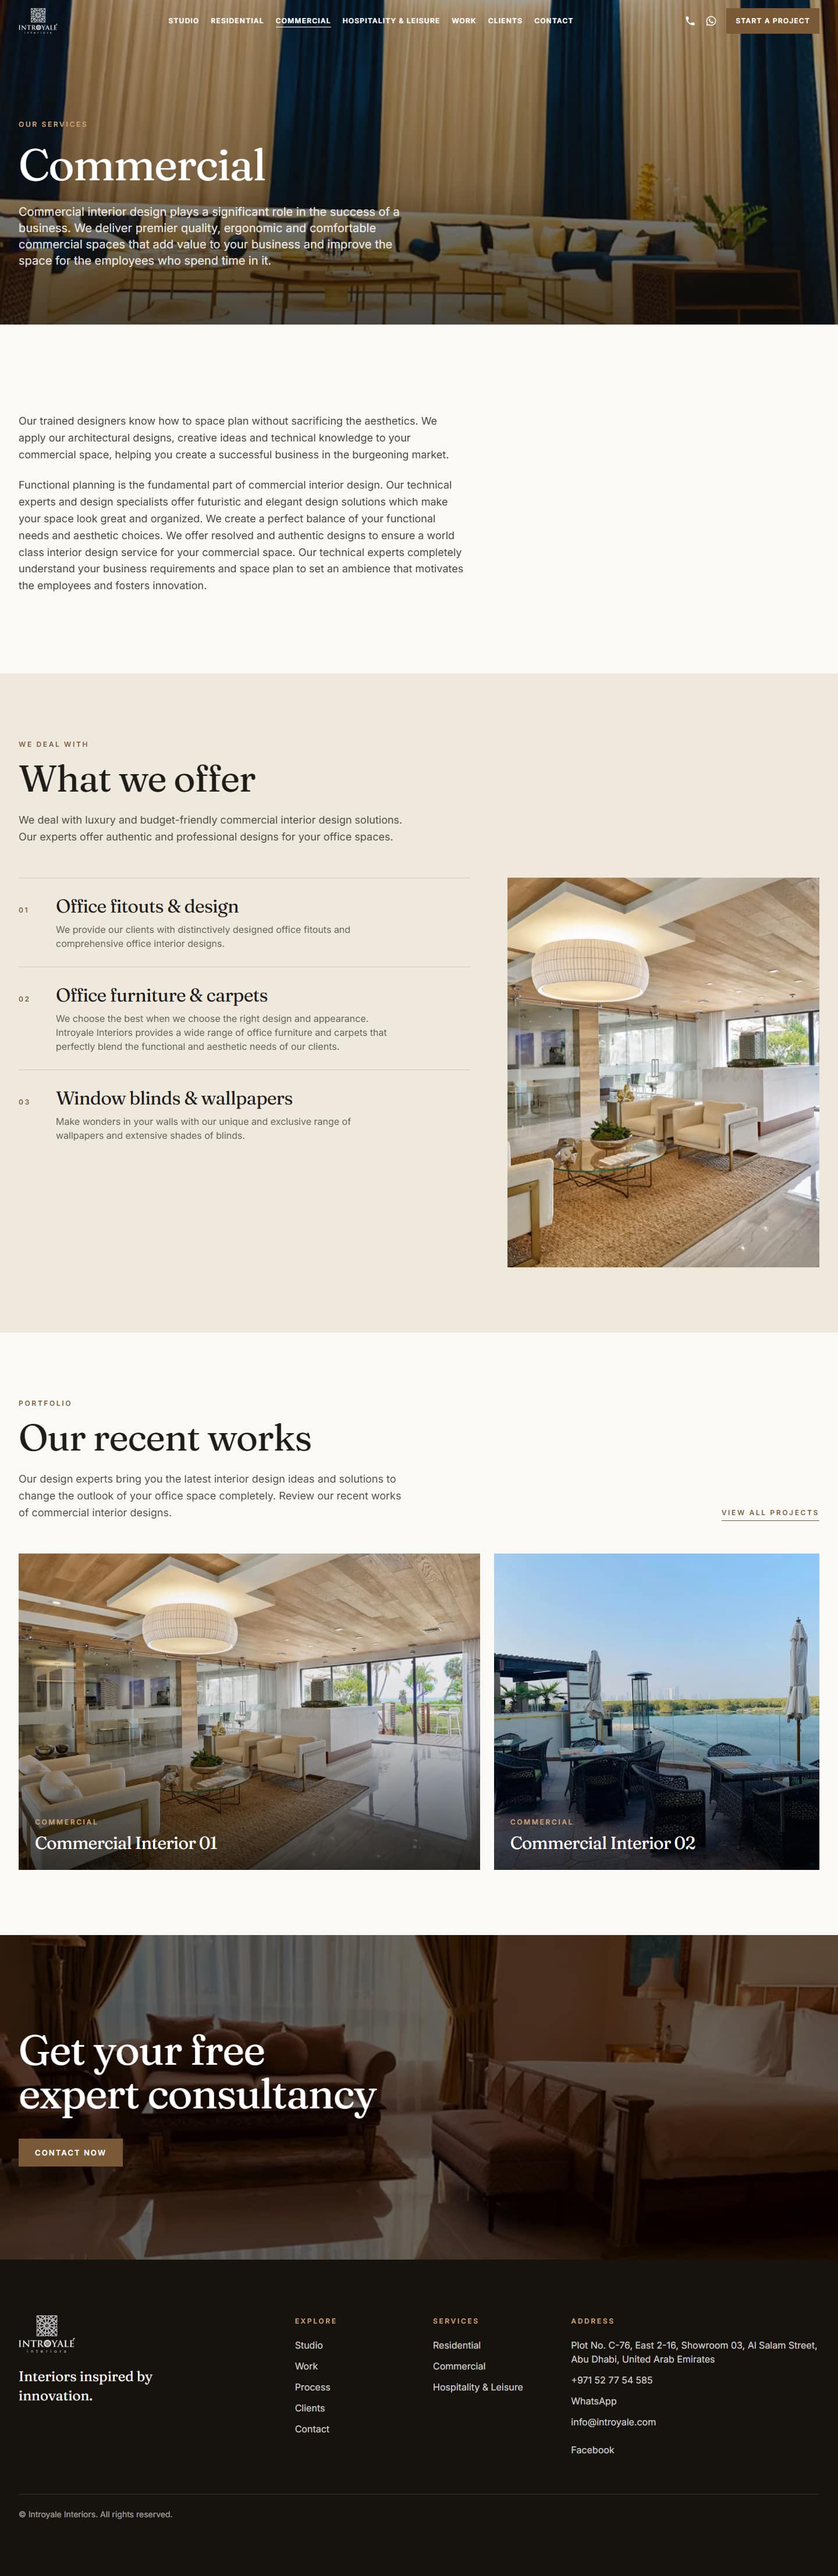 INTROYALE
interiors
STUDIO RESIDENTIAL COMMERCIAL HOSPITALITY & LEISURE WORK CLIENTS CONTACT
START A PROJECT
OUR SERVICES
Commercial
Commercial interior design plays a significant role in the success of a
business. We deliver premier quality, ergonomic and comfortable
commercial spaces that add value to your business and improve the
space for the employees who spend time in it.
Our trained designers know how to space plan without sacrificing the aesthetics. We
apply our architectural designs, creative ideas and technical knowledge to your
commercial space, helping you create a successful business in the burgeoning market.
Functional planning is the fundamental part of commercial interior design. Our technical
experts and design specialists offer futuristic and elegant design solutions which make
your space look great and organized. We create a perfect balance of your functional
needs and aesthetic choices. We offer resolved and authentic designs to ensure a world
class interior design service for your commercial space. Our technical experts completely
understand your business requirements and space plan to set an ambience that motivates
the employees and fosters innovation.
WE DEAL WITH
What we offer
We deal with luxury and budget-friendly commercial interior design solutions.
Our experts offer authentic and professional designs for your office spaces.
01
Office fitouts & design
We provide our clients with distinctively designed office fitouts and
comprehensive office interior designs.
02
Office furniture & carpets
We choose the best when we choose the right design and appearance.
Introyale Interiors provides a wide range of office furniture and carpets that
perfectly blend the functional and aesthetic needs of our clients.
03
Window blinds & wallpapers
Make wonders in your walls with our unique and exclusive range of
wallpapers and extensive shades of blinds.
PORTFOLIO
Our recent works
Our design experts bring you the latest interior design ideas and solutions to
change the outlook of your office space completely. Review our recent works
of commercial interior designs.
VIEW ALL PROJECTS
COMMERCIAL
Commercial Interior 01
COMMERCIAL
Commercial Interior 02
Get your free
expert consultancy
CONTACT NOW
INTROYALE
interiors
Interiors inspired by
innovation.
EXPLORE
Studio
Work
Process
Clients
Contact
SERVICES
Residential
Commercial
Hospitality & Leisure
ADDRESS
Plot No. C-76, East 2-16, Showroom 03, Al Salam Street,
Abu Dhabi, United Arab Emirates
+971 52 77 54 585
WhatsApp
info@introyale.com
Facebook
© Introyale Interiors. All rights reserved.